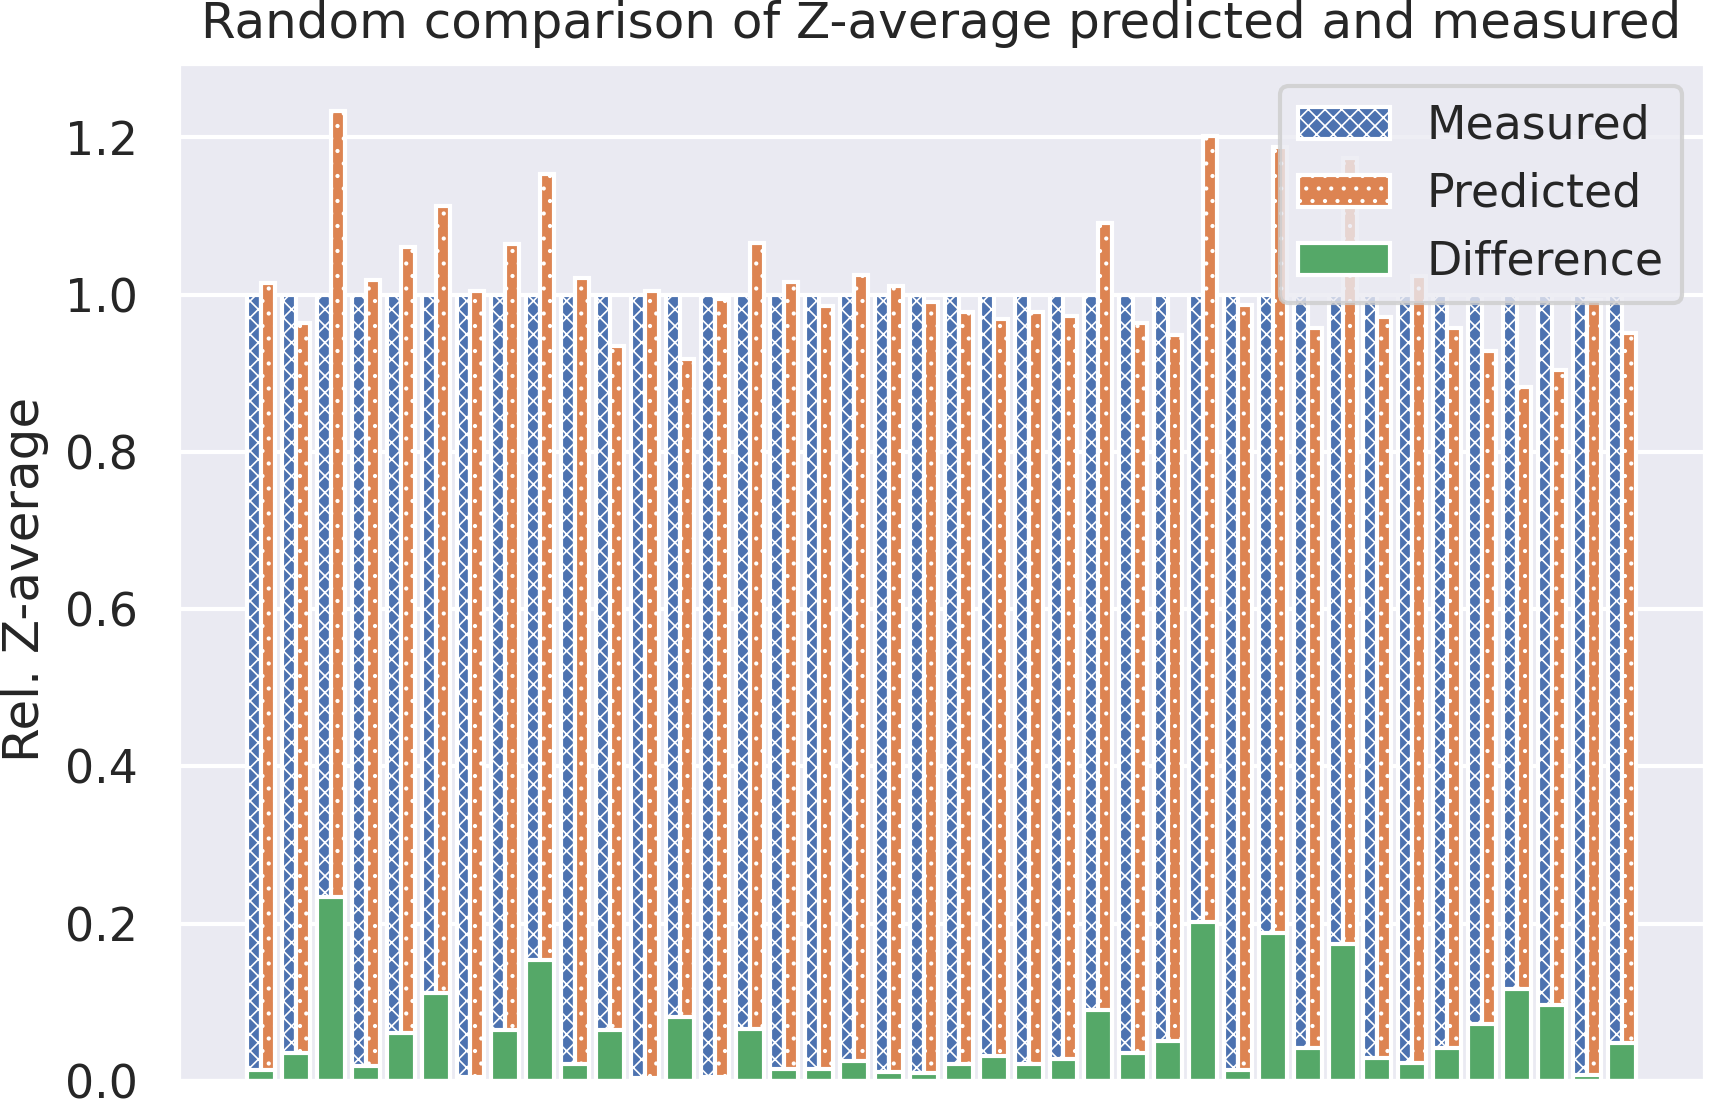 Random comparison of Z-average predicted and measured
Measured
Predicted
Difference
Rel. Z-average
1.2
1.0
0.8
0.6
0.4
0.2
0.0